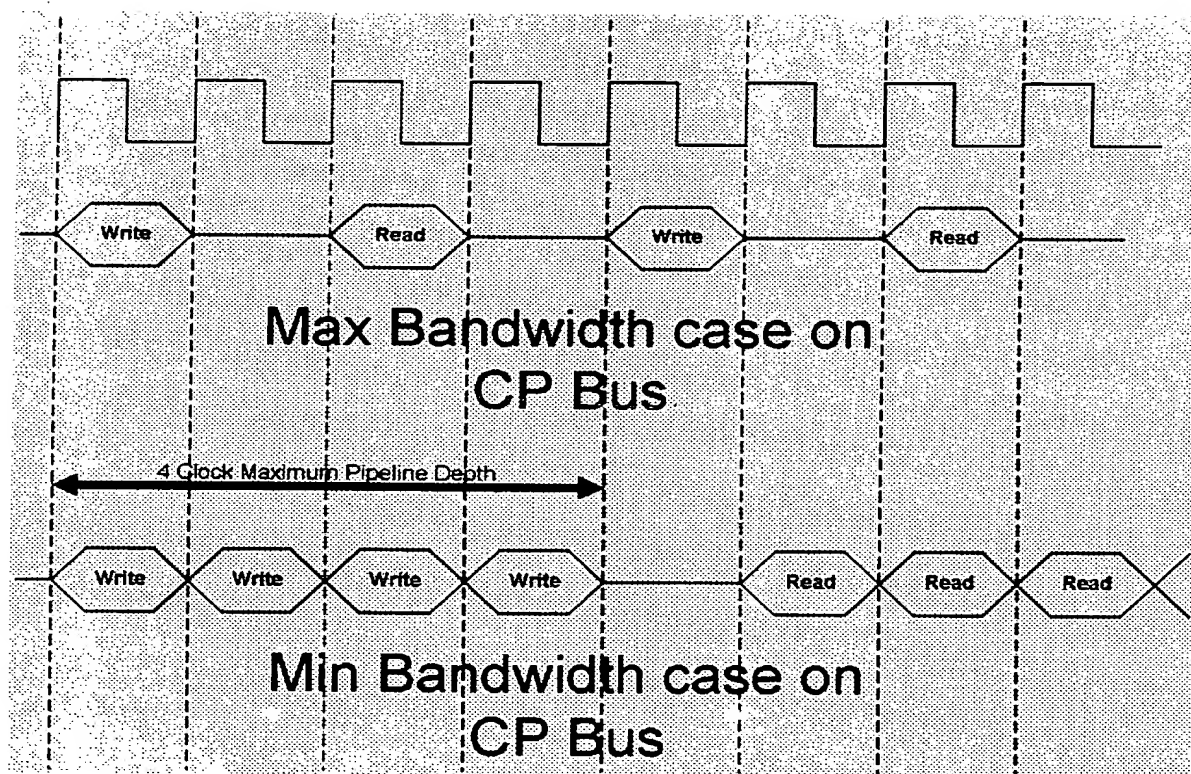 Write Read Write Read
Max Bandwidth case on
CP Bus
4 Clock Maximum Pipeline Depth
Write Write Write Write Read Read Read
Min Bandwidth case on
CP Bus